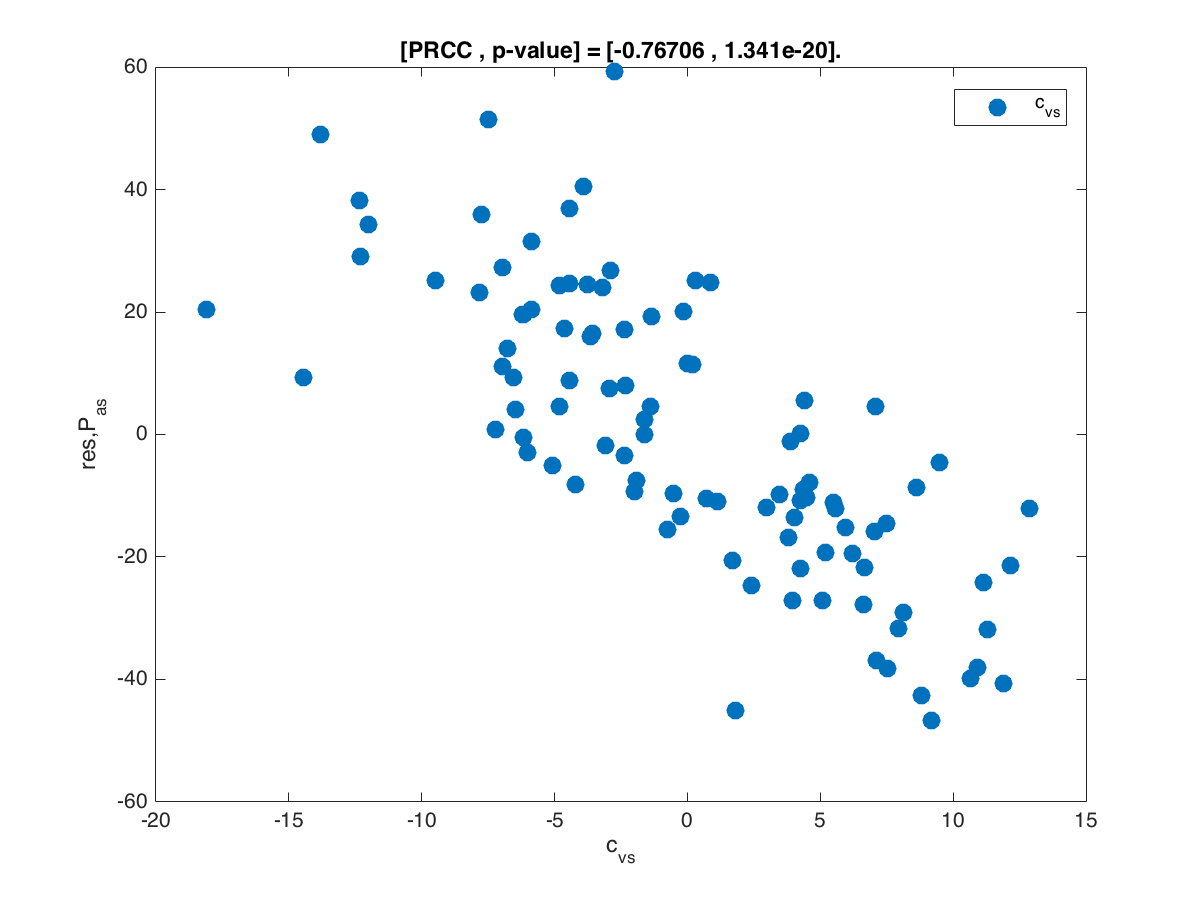 [PRCC , p-value] = [-0.76706 , 1.341e-20].
c_vs
60
40
20
0
-20
-40
-60
res,P_as
-20 -15 -10 -5 0 5 10 15
c_vs